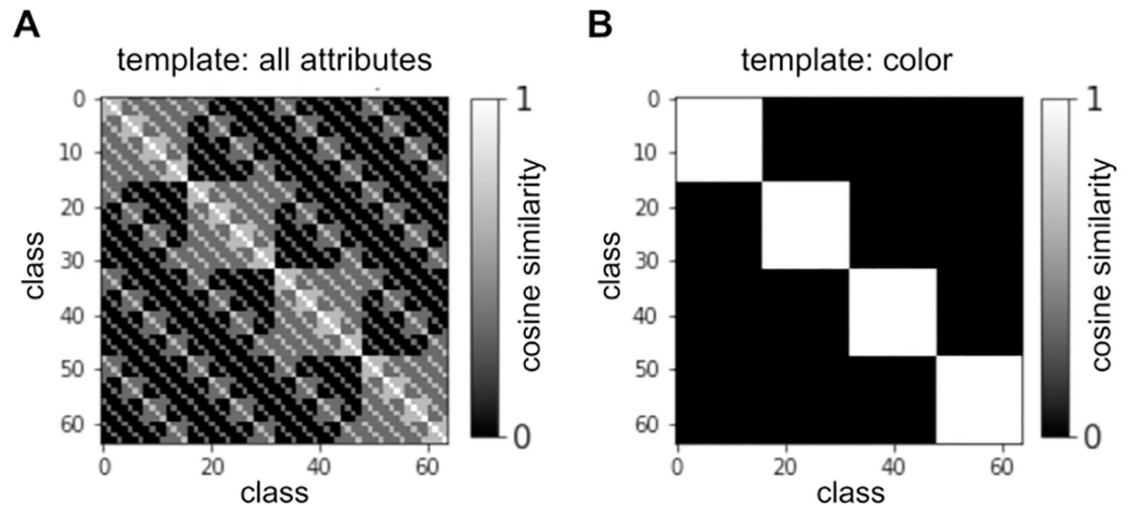 A
template: all attributes
0
10
20
30
40
50
60
class
0 20 40 60
class
1
0
cosine similarity
B
template: color
0
10
20
30
40
50
60
class
0 20 40 60
class
1
0
cosine similarity